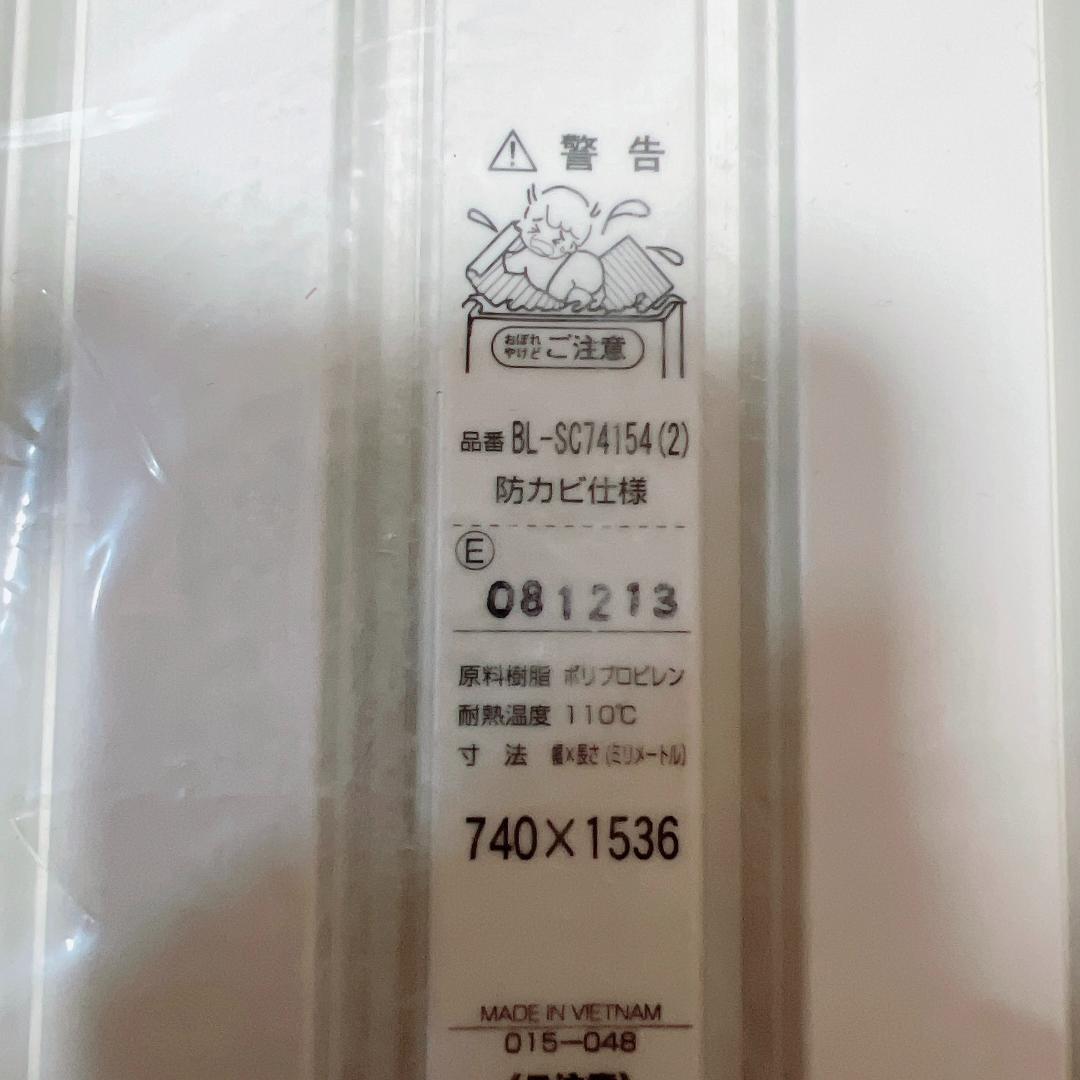 ⚠ 警告
おぼれ
やけど ご注意
品番 BL-SC74154(2)
防カビ仕様
Ⓔ
081213
原料樹脂 ポリプロピレン
耐熱温度 110℃
寸法 幅×長さ(ミリメートル)
740×1536
MADE IN VIETNAM
015-048